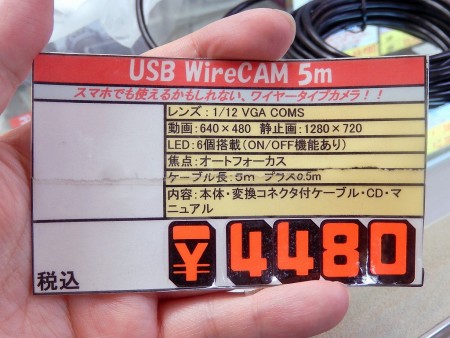 USB WireCAM 5m
スマホでも使えるかもしれない、ワイヤータイプカメラ！！
レンズ：1/12 VGA COMS
動画：640×480 静止画：1280×720
LED：6個搭載(ON/OFF機能あり)
焦点：オートフォーカス
ケーブル長：5m プラス0.5m
内容：本体・変換コネクタ付ケーブル・CD・マ
ニュアル
税込
¥4480